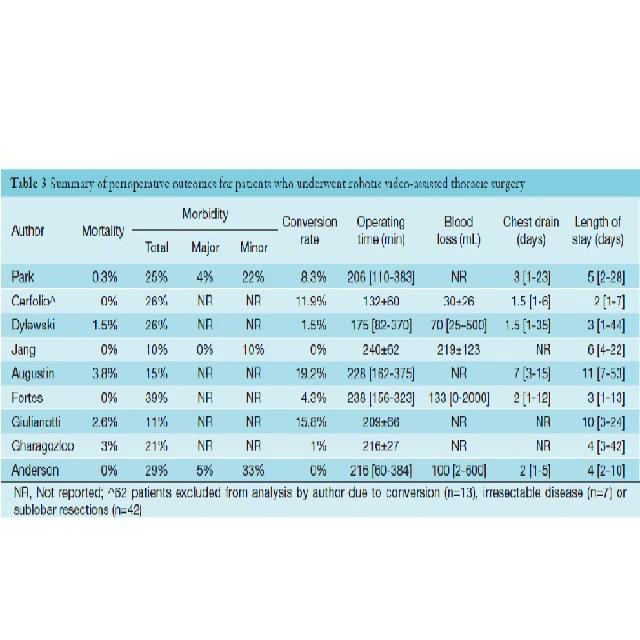 Table 3 Summary of perioperative outcomes for patients who underwent robotic video-assisted thoracic surgery
Author Mortality Morbidity Conversion rate Operating time (min) Blood loss (mL) Chest drain (days) Length of stay (days)
Total Major Minor
Park 0.3% 25% 4% 22% 8.3% 206 [110-383] NR 3 [1-23] 5 [2-28]
Cerfolio^ 0% 26% NR NR 11.9% 132±60 30±26 1.5 [1-6] 2 [1-7]
Dylewski 1.5% 26% NR NR 1.5% 175 [82-370] 70 [25–500] 1.5 [1-35] 3 [1-44]
Jang 0% 10% 0% 10% 0% 240±62 219±123 NR 6 [4-22]
Augustin 3.8% 15% NR NR 19.2% 228 [162-375] NR 7 [3-15] 11 [7-53]
Fortes 0% 39% NR NR 4.3% 238 [156-323] 133 [0-2000] 2 [1-12] 3 [1-13]
Giulianotti 2.6% 11% NR NR 15.8% 209±66 NR NR 10 [3-24]
Gharagozloo 3% 21% NR NR 1% 216±27 NR NR 4 [3-42]
Anderson 0% 29% 5% 33% 0% 216 [60-384] 100 [2-600] 2 [1-5] 4 [2-10]
NR, Not reported; ^62 patients excluded from analysis by author due to conversion (n=13), irresectable disease (n=7) or
sublobar resections (n=42)